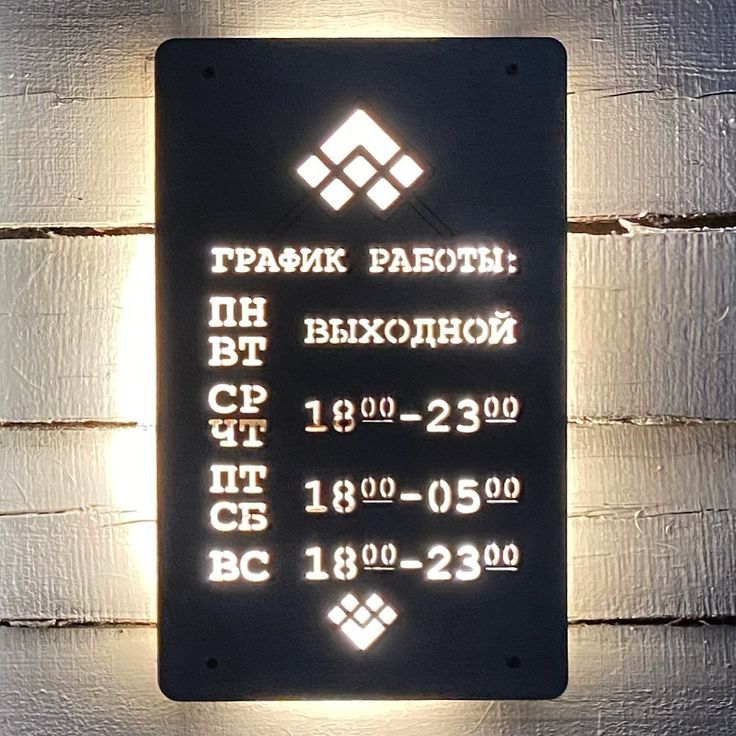 ГРАФИК РАБОТЫ:
ПН
ВТ
ВЫХОДНОЙ
СР
ЧТ
18⁰⁰-23⁰⁰
ПТ
СБ
18⁰⁰-05⁰⁰
ВС 18⁰⁰-23⁰⁰